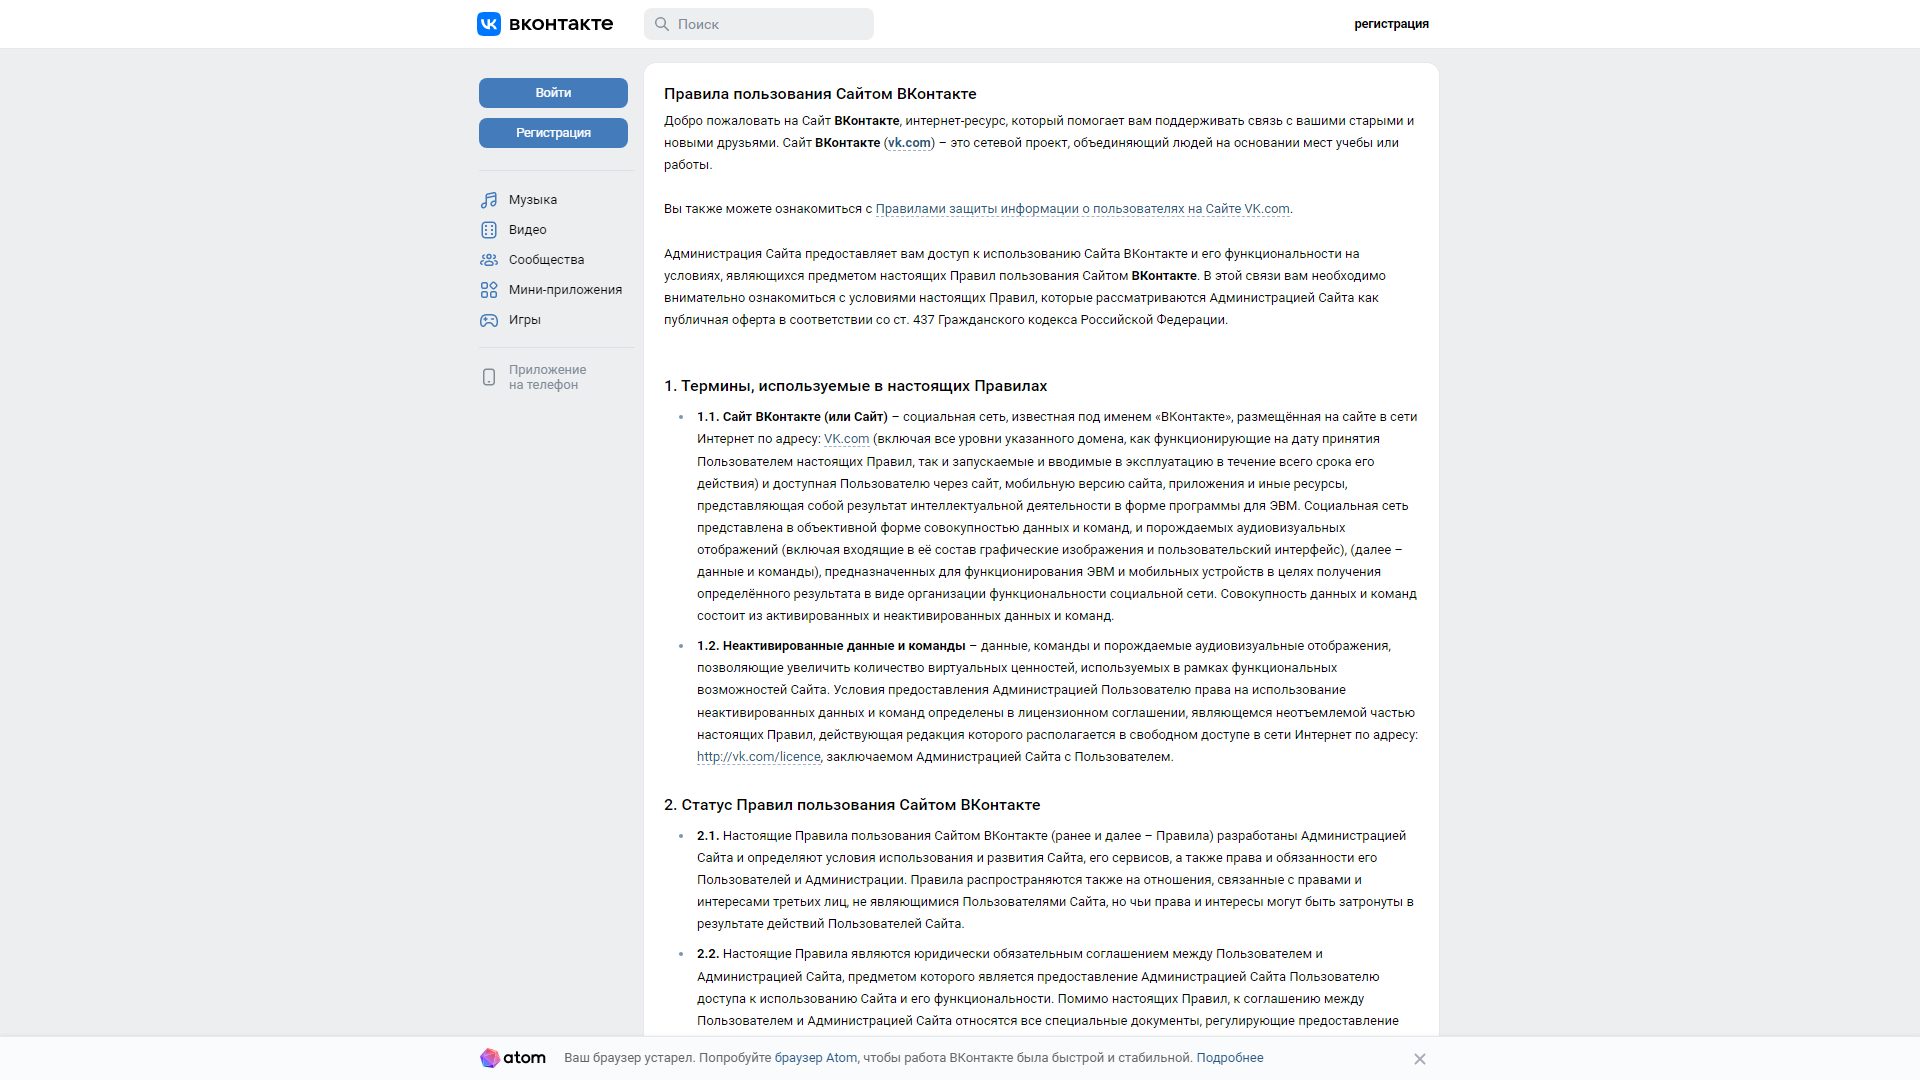 вконтакте
Поиск
регистрация
Войти
Регистрация
Музыка
Видео
Сообщества
Мини-приложения
Игры
Приложение
на телефон
Правила пользования Сайтом ВКонтакте
Добро пожаловать на Сайт ВКонтакте, интернет-ресурс, который помогает вам поддерживать связь с вашими старыми и
новыми друзьями. Сайт ВКонтакте (vk.com) – это сетевой проект, объединяющий людей на основании мест учебы или
работы.
Вы также можете ознакомиться с Правилами защиты информации о пользователях на Сайте VK.com.
Администрация Сайта предоставляет вам доступ к использованию Сайта ВКонтакте и его функциональности на
условиях, являющихся предметом настоящих Правил пользования Сайтом ВКонтакте. В этой связи вам необходимо
внимательно ознакомиться с условиями настоящих Правил, которые рассматриваются Администрацией Сайта как
публичная оферта в соответствии со ст. 437 Гражданского кодекса Российской Федерации.
1. Термины, используемые в настоящих Правилах
1.1. Сайт ВКонтакте (или Сайт) – социальная сеть, известная под именем «ВКонтакте», размещённая на сайте в сети
Интернет по адресу: VK.com (включая все уровни указанного домена, как функционирующие на дату принятия
Пользователем настоящих Правил, так и запускаемые и вводимые в эксплуатацию в течение всего срока его
действия) и доступная Пользователю через сайт, мобильную версию сайта, приложения и иные ресурсы,
представляющая собой результат интеллектуальной деятельности в форме программы для ЭВМ. Социальная сеть
представлена в объективной форме совокупностью данных и команд, и порождаемых аудиовизуальных
отображений (включая входящие в её состав графические изображения и пользовательский интерфейс), (далее –
данные и команды), предназначенных для функционирования ЭВМ и мобильных устройств в целях получения
определённого результата в виде организации функциональности социальной сети. Совокупность данных и команд
состоит из активированных и неактивированных данных и команд.
1.2. Неактивированные данные и команды – данные, команды и порождаемые аудиовизуальные отображения,
позволяющие увеличить количество виртуальных ценностей, используемых в рамках функциональных
возможностей Сайта. Условия предоставления Администрацией Пользователю права на использование
неактивированных данных и команд определены в лицензионном соглашении, являющемся неотъемлемой частью
настоящих Правил, действующая редакция которого располагается в свободном доступе в сети Интернет по адресу:
http://vk.com/licence, заключаемом Администрацией Сайта с Пользователем.
2. Статус Правил пользования Сайтом ВКонтакте
2.1. Настоящие Правила пользования Сайтом ВКонтакте (ранее и далее – Правила) разработаны Администрацией
Сайта и определяют условия использования и развития Сайта, его сервисов, а также права и обязанности его
Пользователей и Администрации. Правила распространяются также на отношения, связанные с правами и
интересами третьих лиц, не являющимися Пользователями Сайта, но чьи права и интересы могут быть затронуты в
результате действий Пользователей Сайта.
2.2. Настоящие Правила являются юридически обязательным соглашением между Пользователем и
Администрацией Сайта, предметом которого является предоставление Администрацией Сайта Пользователю
доступа к использованию Сайта и его функциональности. Помимо настоящих Правил, к соглашению между
Пользователем и Администрацией Сайта относятся все специальные документы, регулирующие предоставление
atom
Ваш браузер устарел. Попробуйте браузер Atom, чтобы работа ВКонтакте была быстрой и стабильной. Подробнее